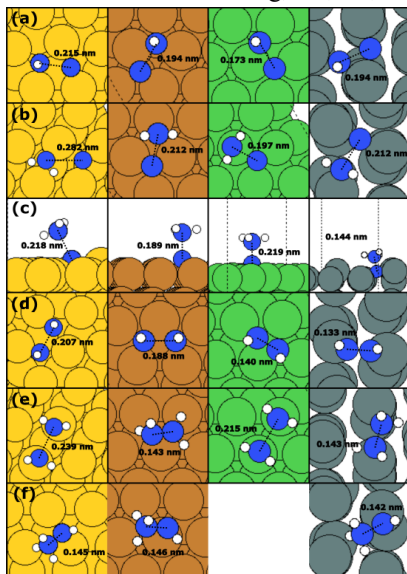 (a)
0.215 nm
0.194 nm
0.173 nm
0.194 nm
(b)
0.282 nm
0.212 nm
0.197 nm
0.212 nm
(c)
0.218 nm
0.189 nm
0.219 nm
0.144 nm
(d)
0.207 nm
0.188 nm
0.140 nm
0.133 nm
(e)
0.239 nm
0.143 nm
0.215 nm
0.143 nm
(f)
0.145 nm
0.146 nm
0.142 nm